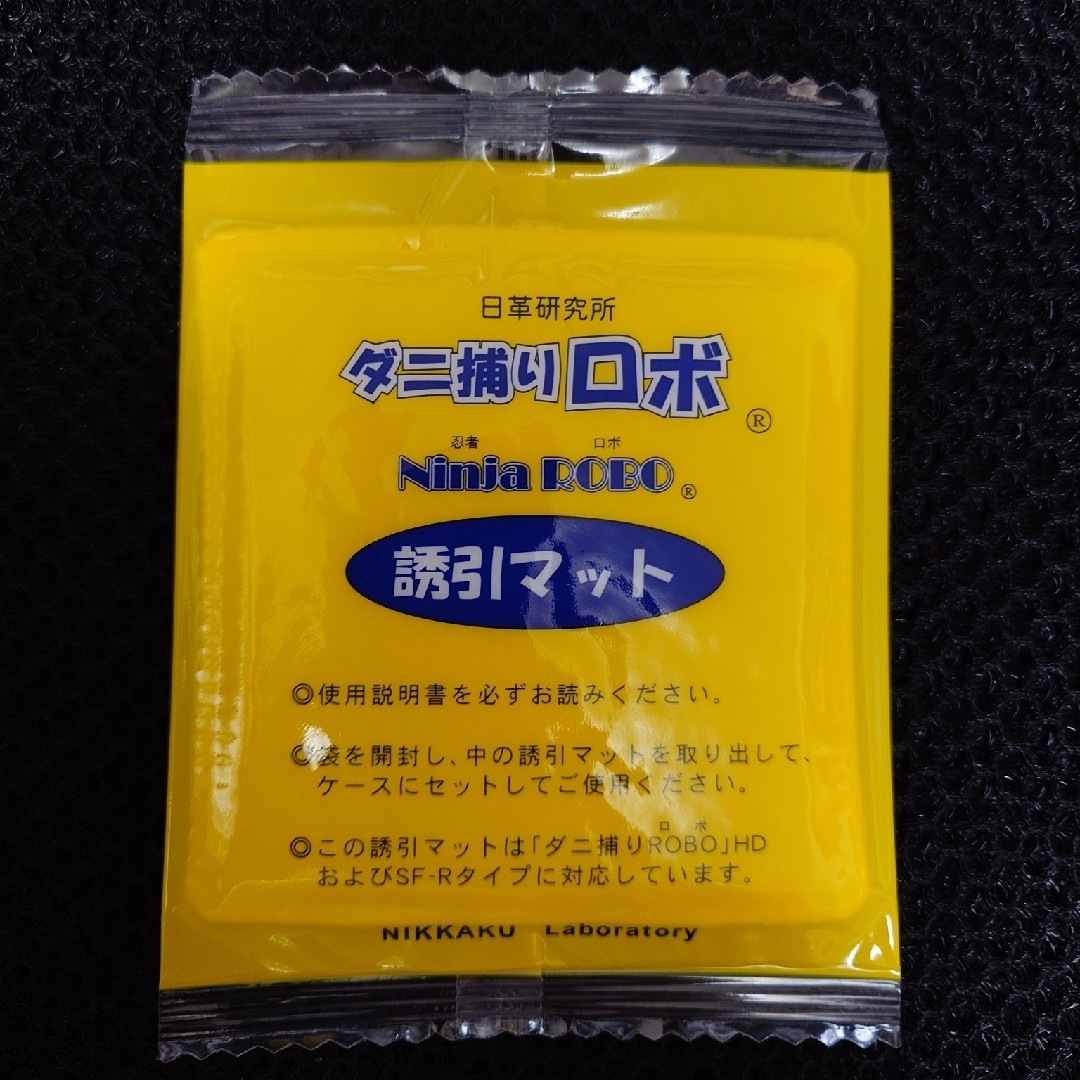 日革研究所
ダニ捕りロボ®
忍者 ロボ
Ninja ROBO®
誘引マット
◎使用説明書を必ずお読みください。
◎袋を開封し、中の誘引マットを取り出して、
ケースにセットしてご使用ください。
ロボ
◎この誘引マットは「ダニ捕りROBO」HD
およびSF-Rタイプに対応しています。
NIKKAKU Laboratory